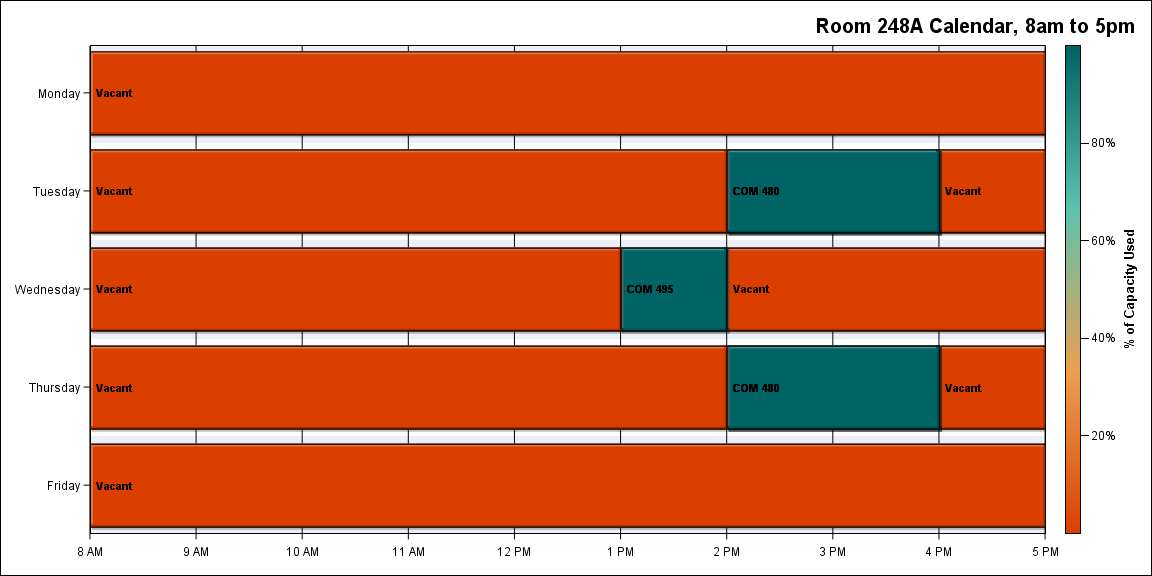 Room 248A Calendar, 8am to 5pm
Monday
Vacant
80%
Tuesday
Vacant
COM 480
Vacant
60%
Wednesday
Vacant
COM 495
Vacant
% of Capacity Used
40%
Thursday
Vacant
COM 480
Vacant
20%
Friday
Vacant
8 AM
9 AM
10 AM
11 AM
12 PM
1 PM
2 PM
3 PM
4 PM
5 PM